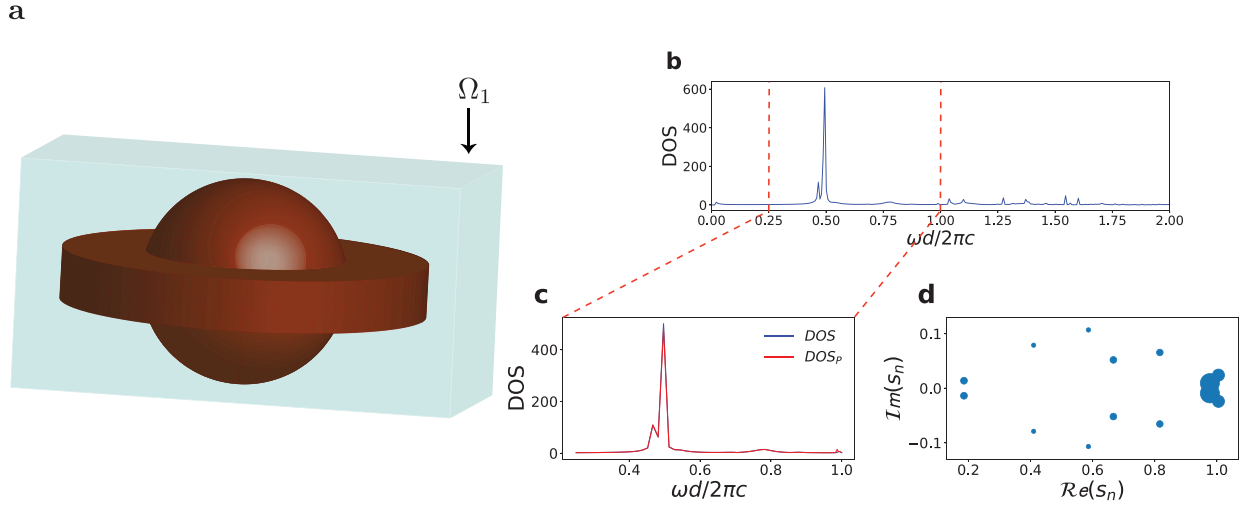 a
Ω₁
b
DOS
600
400
200
0
0.00 0.25 0.50 0.75 1.00 1.25 1.50 1.75 2.00
ωd/2πc
c
DOS
400
200
0
DOS
DOS_P
0.4 0.6 0.8 1.0
ωd/2πc
d
ℐm(sₙ)
0.1
0.0
−0.1
0.2 0.4 0.6 0.8 1.0
ℛe(sₙ)